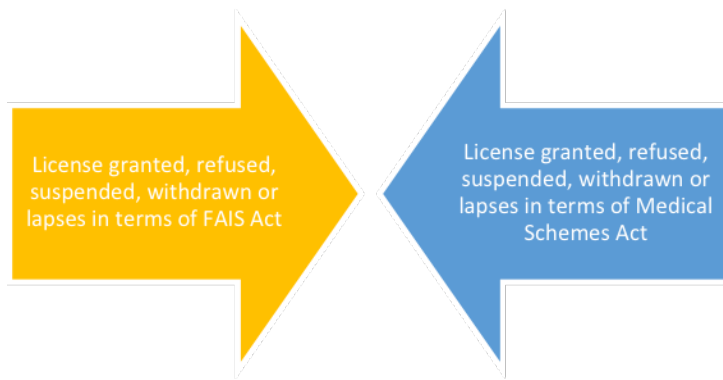 License granted, refused,
suspended, withdrawn or
lapses in terms of FAIS Act
License granted, refused,
suspended, withdrawn or
lapses in terms of Medical
Schemes Act